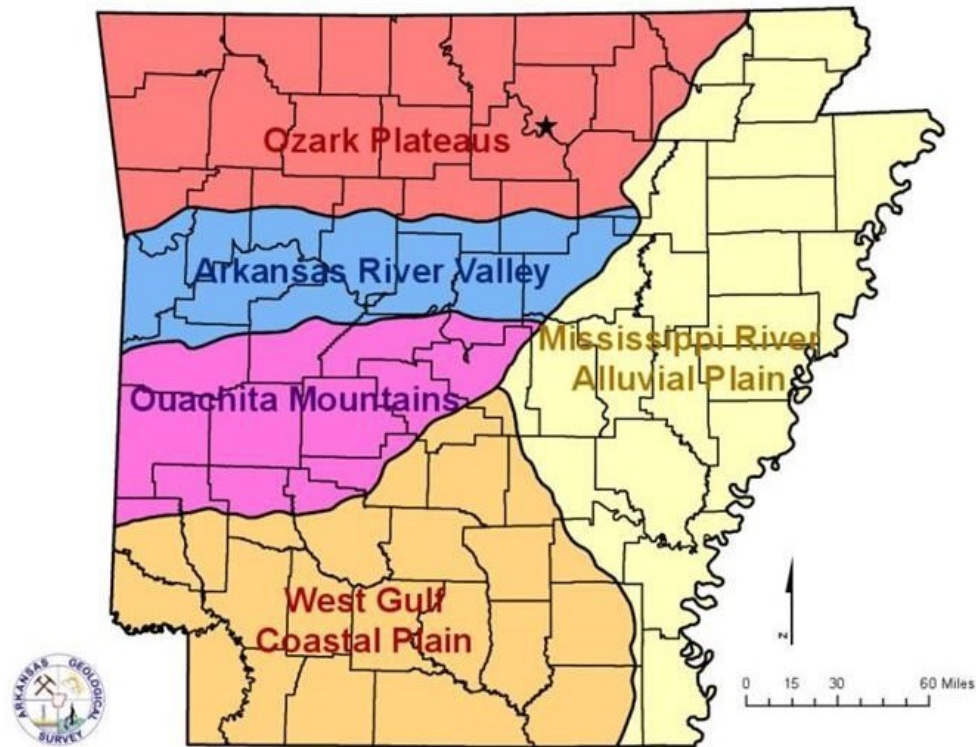 Ozark Plateaus
Arkansas River Valley
Mississippi River
Alluvial Plain
Ouachita Mountains
West Gulf
Coastal Plain
N
0 15 30 60 Miles
ARKANSAS GEOLOGICAL SURVEY